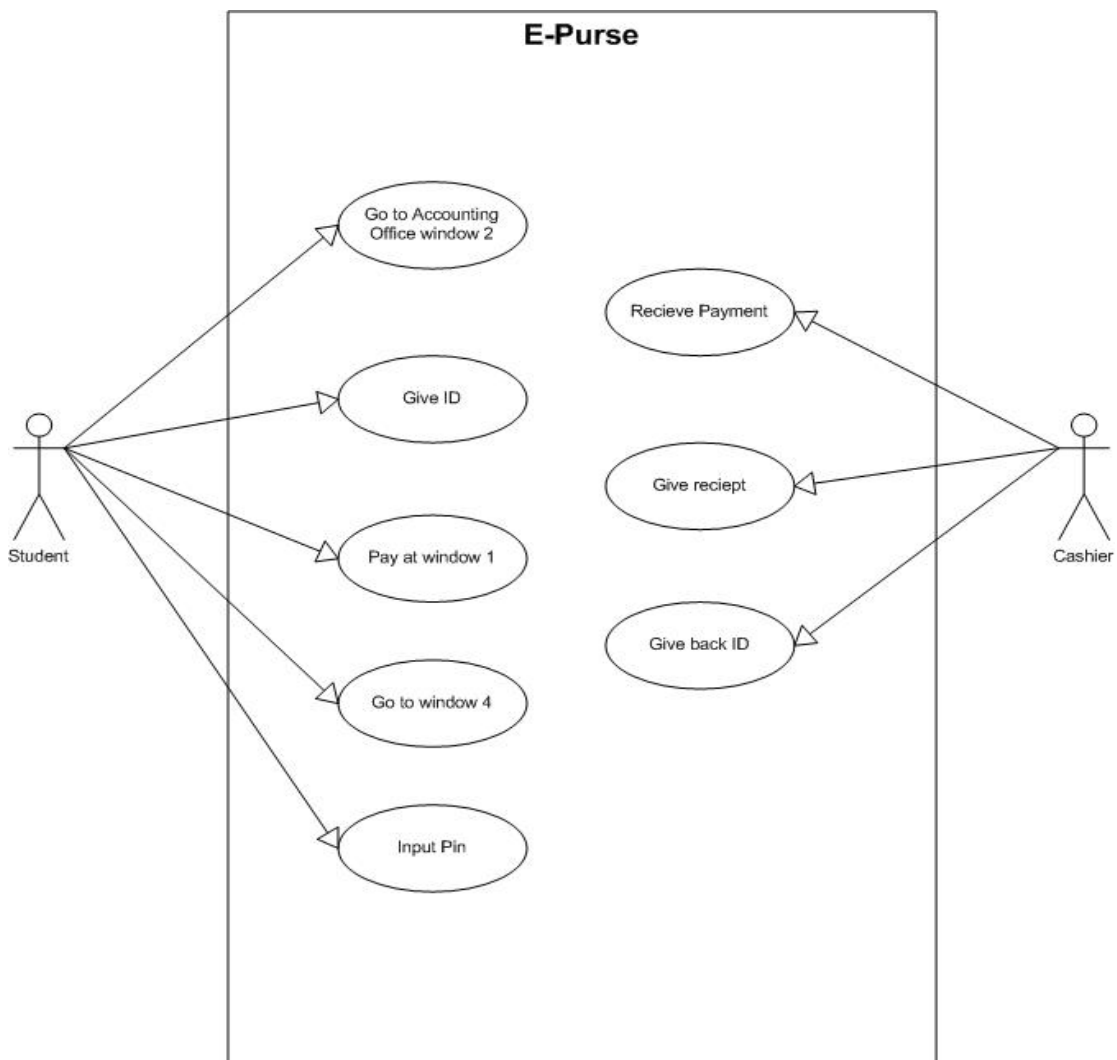 E-Purse
Go to Accounting
Office window 2
Recieve Payment
Give ID
Give reciept
Student
Cashier
Pay at window 1
Give back ID
Go to window 4
Input Pin